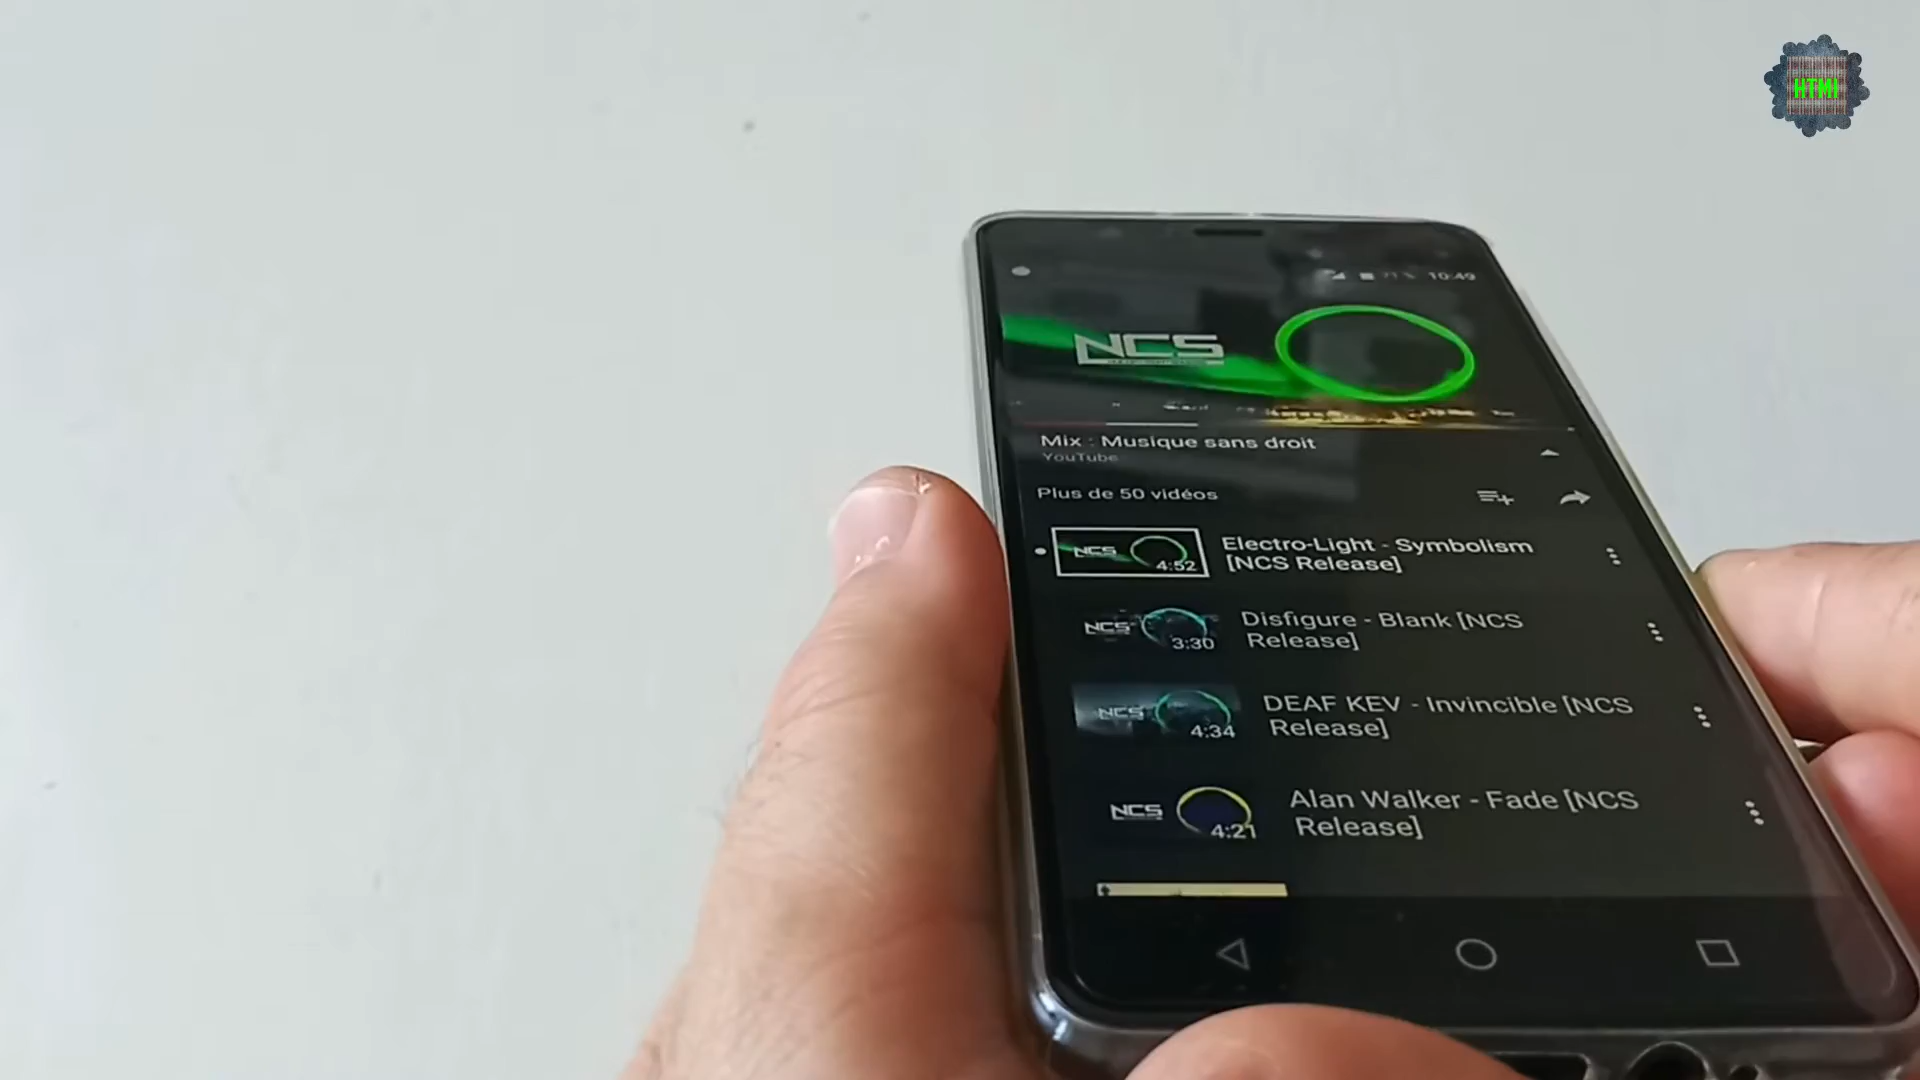 HTMI
10:49
NCS
Mix : Musique sans droit
YouTube
Plus de 50 vidéos
NCS
4:52
Electro-Light - Symbolism
[NCS Release]
NCS
3:30
Disfigure - Blank [NCS
Release]
NCS
4:34
DEAF KEV - Invincible [NCS
Release]
NCS
4:21
Alan Walker - Fade [NCS
Release]